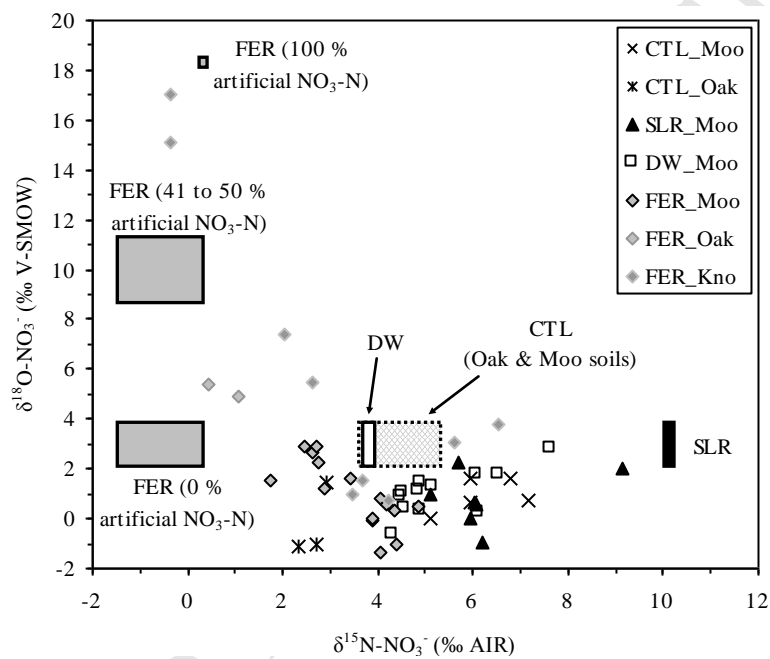 20
18
16
14
12
10
8
6
4
2
0
-2
-2
0
2
4
6
8
10
12
δ18O-NO3- (‰ V-SMOW)
δ15N-NO3- (‰ AIR)
FER (100 %
artificial NO3-N)
FER (41 to 50 %
artificial NO3-N)
DW
CTL
(Oak & Moo soils)
FER (0 %
artificial NO3-N)
SLR
CTL_Moo
CTL_Oak
SLR_Moo
DW_Moo
FER_Moo
FER_Oak
FER_Kno